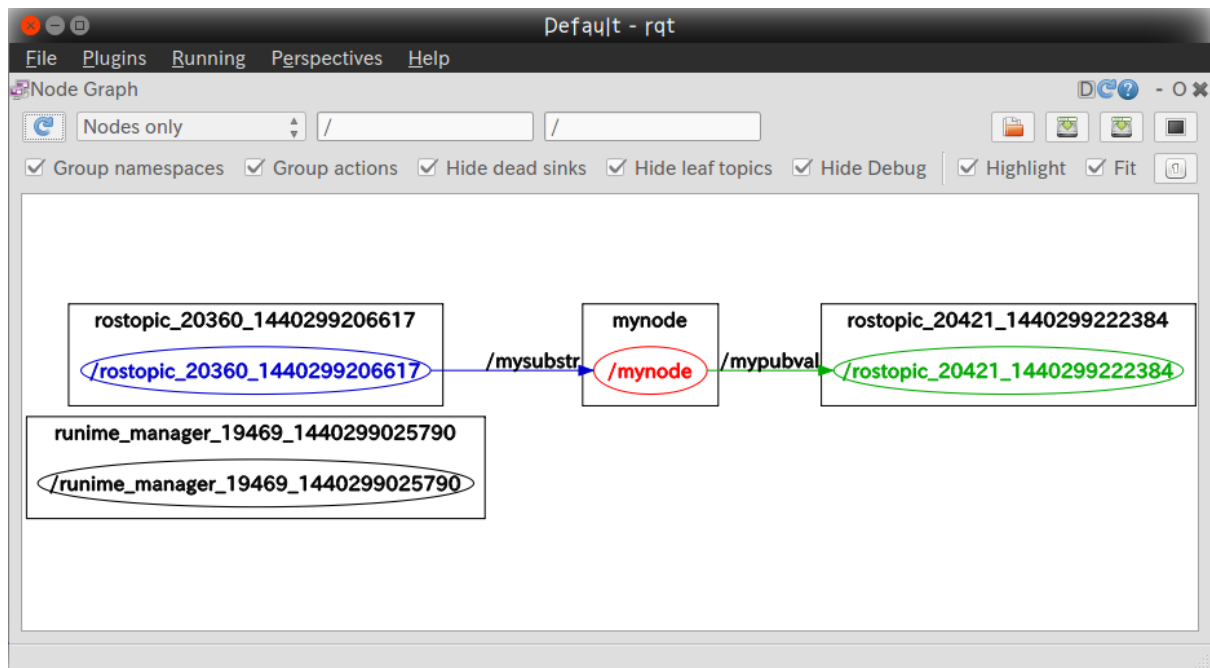 Default - rqt
File Plugins Running Perspectives Help
Node Graph D ? - O
Nodes only / /
Group namespaces Group actions Hide dead sinks Hide leaf topics Hide Debug Highlight Fit 1
rostopic_20360_1440299206617 mynode rostopic_20421_1440299222384
/rostopic_20360_1440299206617 /mysubstr /mynode /mypubval /rostopic_20421_1440299222384
runime_manager_19469_1440299025790
/runime_manager_19469_1440299025790